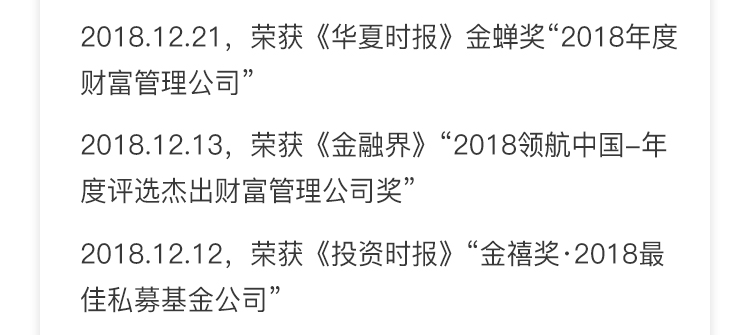 2018.12.21，荣获《华夏时报》金蝉奖“2018年度
财富管理公司”
2018.12.13，荣获《金融界》“2018领航中国–年
度评选杰出财富管理公司奖”
2018.12.12，荣获《投资时报》“金禧奖·2018最
佳私募基金公司”